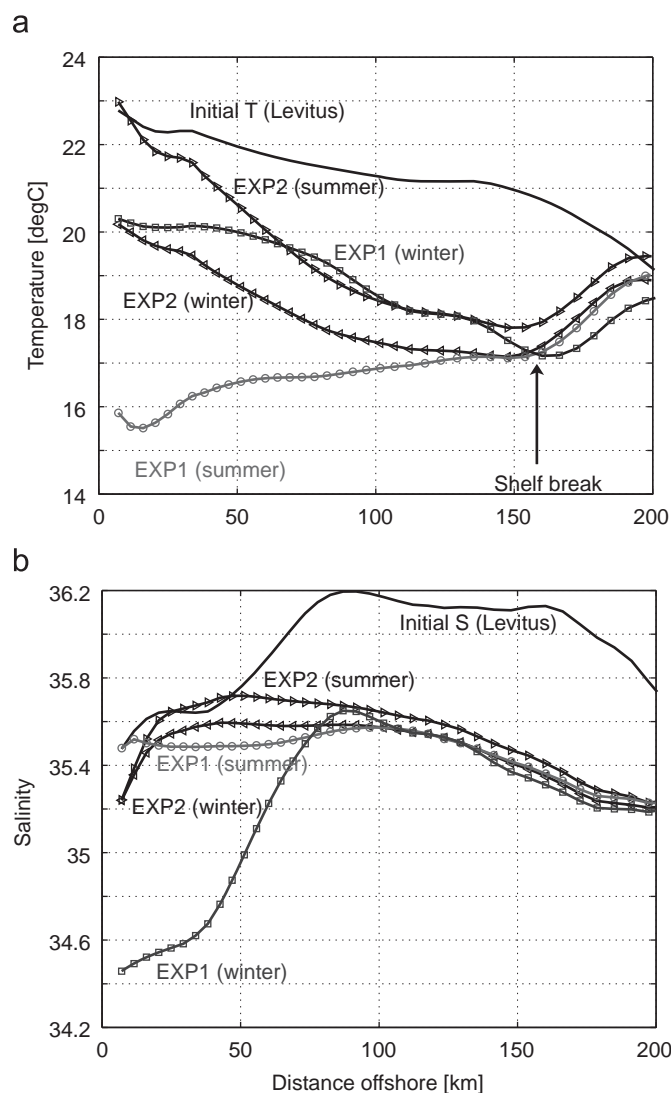 a
24
22
20
18
16
14
Temperature [degC]
Initial T (Levitus)
EXP2 (summer)
EXP1 (winter)
EXP2 (winter)
EXP1 (summer)
Shelf break
0
50
100
150
200
b
36.2
35.8
35.4
35
34.6
34.2
Salinity
Initial S (Levitus)
EXP2 (summer)
EXP1 (summer)
EXP2 (winter)
EXP1 (winter)
0
50
100
150
200
Distance offshore [km]